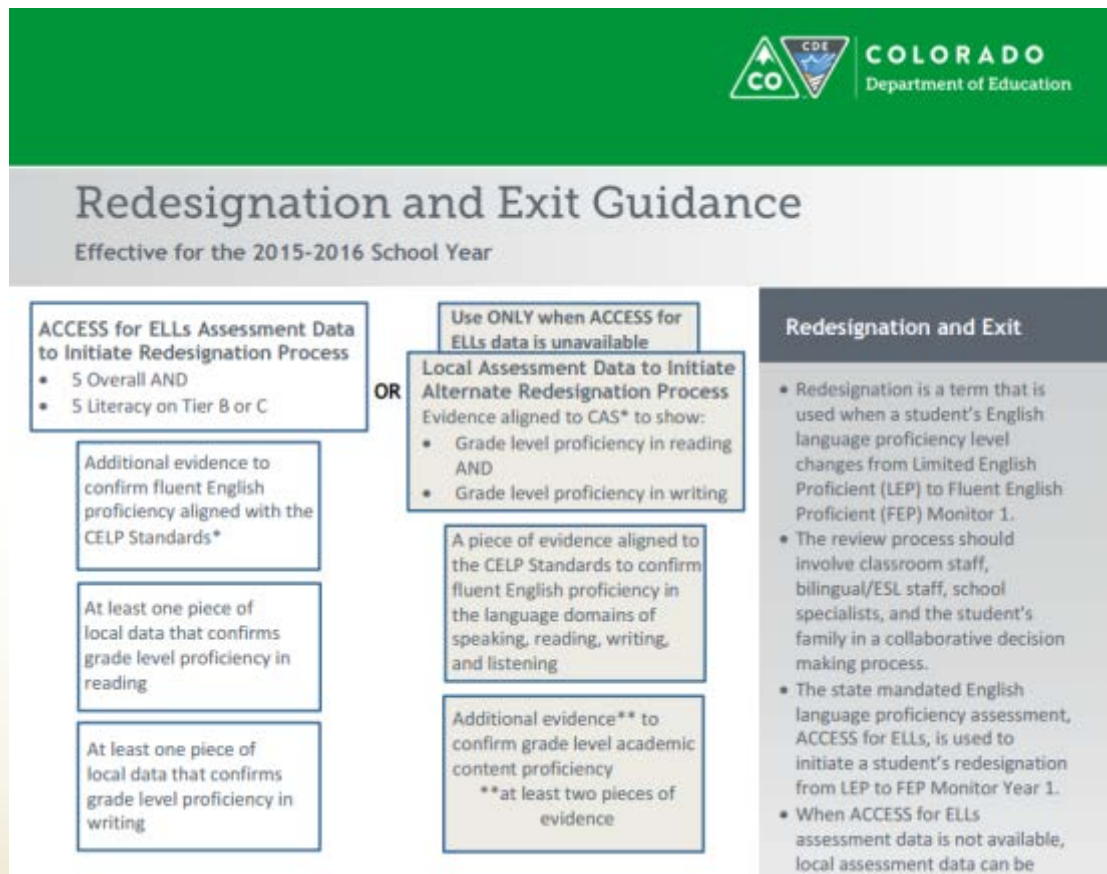 CO
CDE
COLORADO
Department of Education
Redesignation and Exit Guidance
Effective for the 2015-2016 School Year
ACCESS for ELLs Assessment Data
to Initiate Redesignation Process
• 5 Overall AND
• 5 Literacy on Tier B or C
Additional evidence to
confirm fluent English
proficiency aligned with the
CELP Standards*
At least one piece of
local data that confirms
grade level proficiency in
reading
At least one piece of
local data that confirms
grade level proficiency in
writing
OR
Use ONLY when ACCESS for
ELLs data is unavailable
Local Assessment Data to Initiate
Alternate Redesignation Process
Evidence aligned to CAS* to show:
• Grade level proficiency in reading
AND
• Grade level proficiency in writing
A piece of evidence aligned to
the CELP Standards to confirm
fluent English proficiency in
the language domains of
speaking, reading, writing,
and listening
Additional evidence** to
confirm grade level academic
content proficiency
**at least two pieces of
evidence
Redesignation and Exit
• Redesignation is a term that is
used when a student's English
language proficiency level
changes from Limited English
Proficient (LEP) to Fluent English
Proficient (FEP) Monitor 1.
• The review process should
involve classroom staff,
bilingual/ESL staff, school
specialists, and the student's
family in a collaborative decision
making process.
• The state mandated English
language proficiency assessment,
ACCESS for ELLs, is used to
initiate a student's redesignation
from LEP to FEP Monitor Year 1.
• When ACCESS for ELLs
assessment data is not available,
local assessment data can be